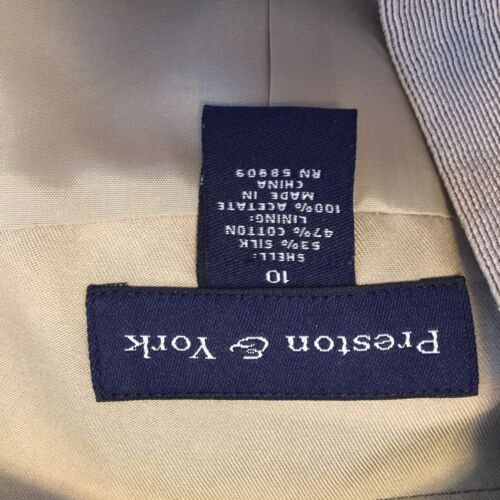 Preston & York
10
SHELL:
53% SILK
47% COTTON
LINING:
100% ACETATE
MADE IN
CHINA
RN 58909